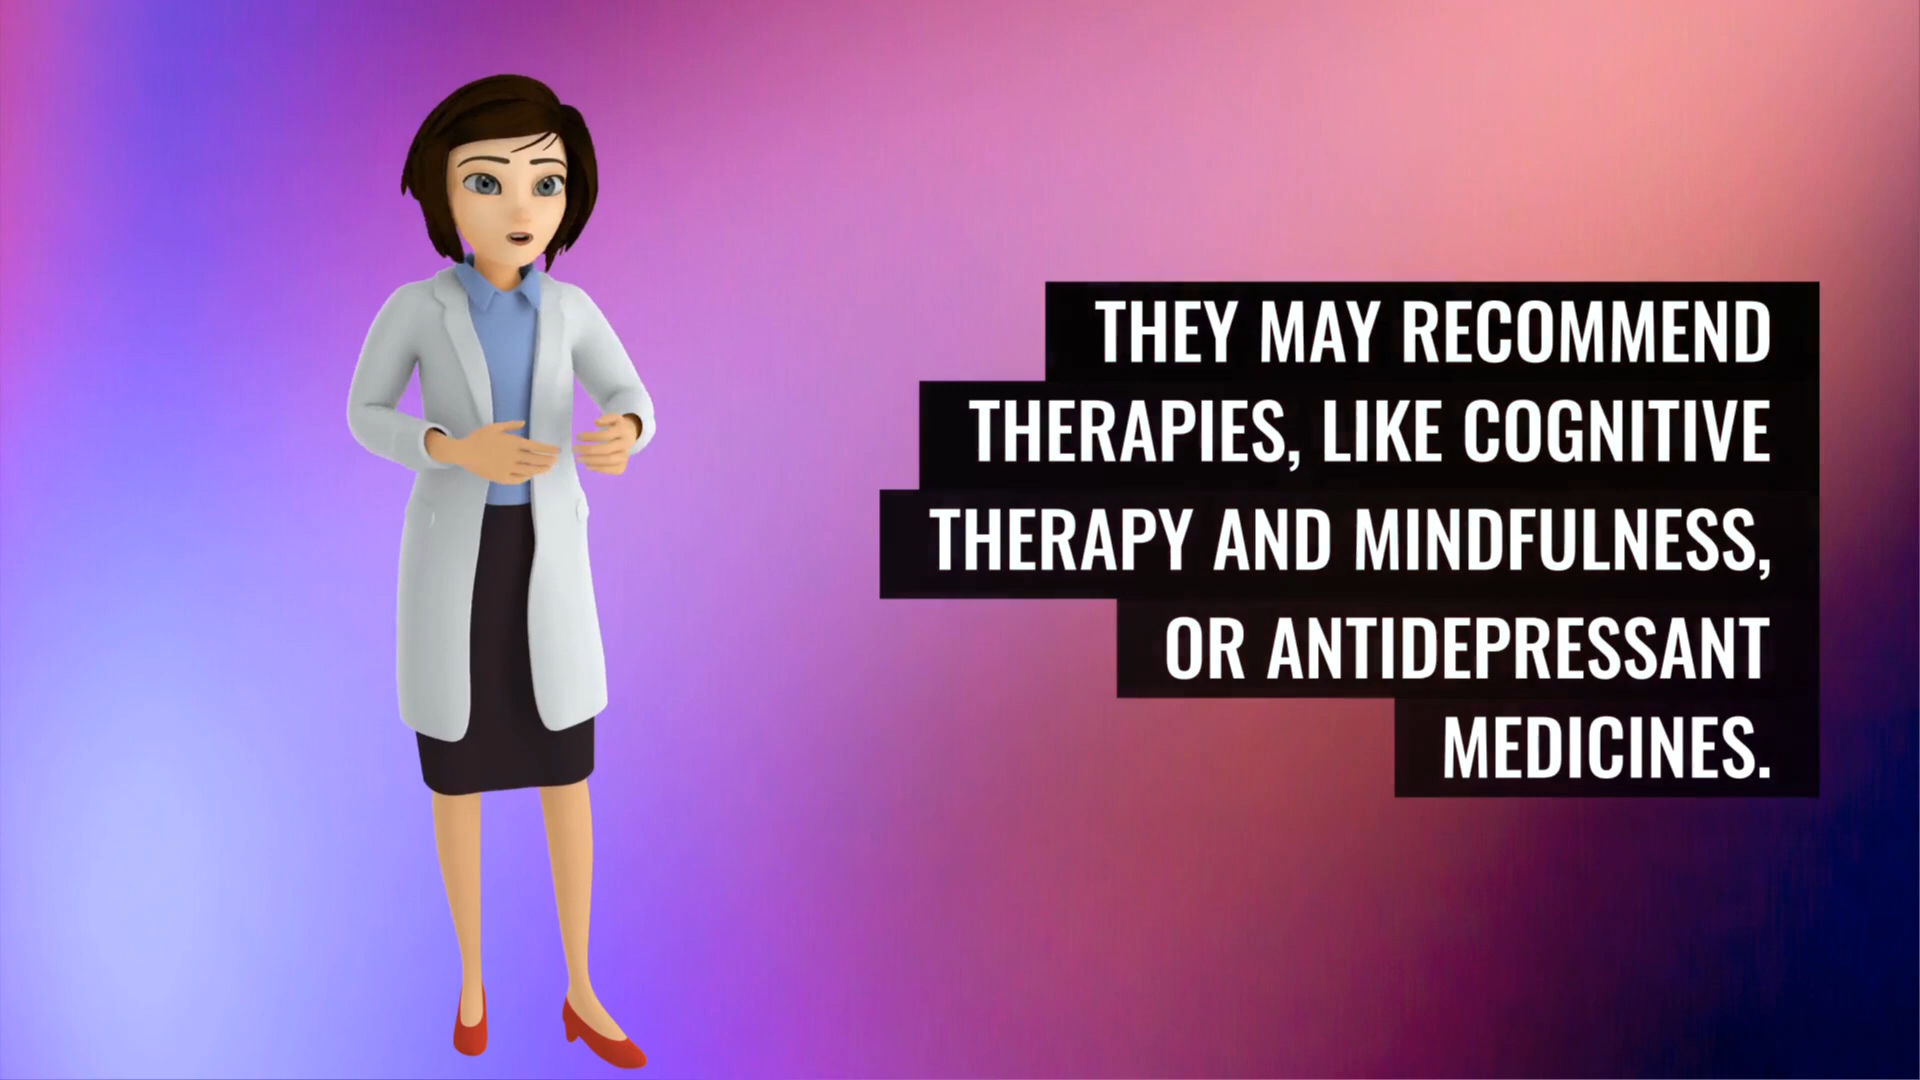 THEY MAY RECOMMEND
THERAPIES, LIKE COGNITIVE
THERAPY AND MINDFULNESS,
OR ANTIDEPRESSANT
MEDICINES.